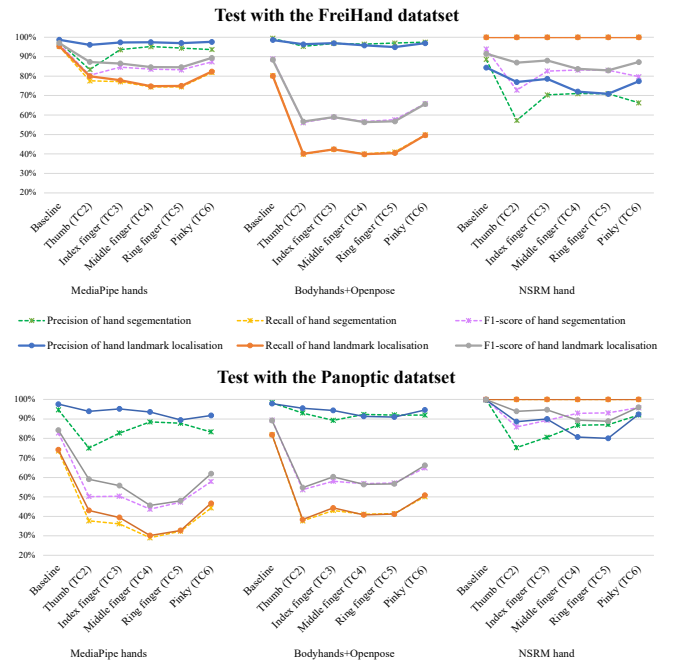 Test with the FreiHand datatset
100%
90%
80%
70%
60%
50%
40%
30%
20%
Baseline
Thumb (TC2)
Index finger (TC3)
Middle finger (TC4)
Ring finger (TC5)
Pinky (TC6)
Baseline
Thumb (TC2)
Index finger (TC3)
Middle finger (TC4)
Ring finger (TC5)
Pinky (TC6)
Baseline
Thumb (TC2)
Index finger (TC3)
Middle finger (TC4)
Ring finger (TC5)
Pinky (TC6)
MediaPipe hands
Bodyhands+Openpose
NSRM hand
Precision of hand segementation
Recall of hand segementation
F1-score of hand segementation
Precision of hand landmark localisation
Recall of hand landmark localisation
F1-score of hand landmark localisation
Test with the Panoptic datatset
100%
90%
80%
70%
60%
50%
40%
30%
20%
Baseline
Thumb (TC2)
Index finger (TC3)
Middle finger (TC4)
Ring finger (TC5)
Pinky (TC6)
Baseline
Thumb (TC2)
Index finger (TC3)
Middle finger (TC4)
Ring finger (TC5)
Pinky (TC6)
Baseline
Thumb (TC2)
Index finger (TC3)
Middle finger (TC4)
Ring finger (TC5)
Pinky (TC6)
MediaPipe hands
Bodyhands+Openpose
NSRM hand